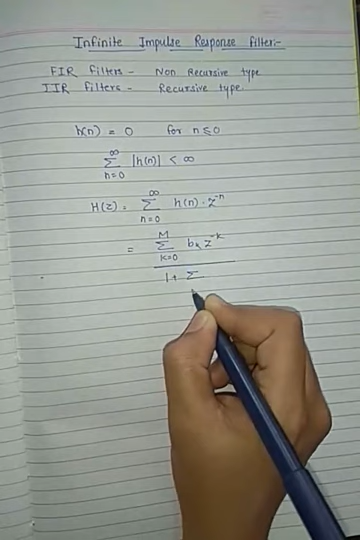 Infinite Impulse Response filter:-
FIR filters - Non Recursive type
IIR filters - Recursive type.
h(n) = 0 for n ≤ 0
∞
Σ |h(n)| < ∞
n=0
∞
H(z) = Σ h(n) · z⁻ⁿ
n=0
M
= Σ bₖ z⁻ᵏ
k=0
1 + Σ